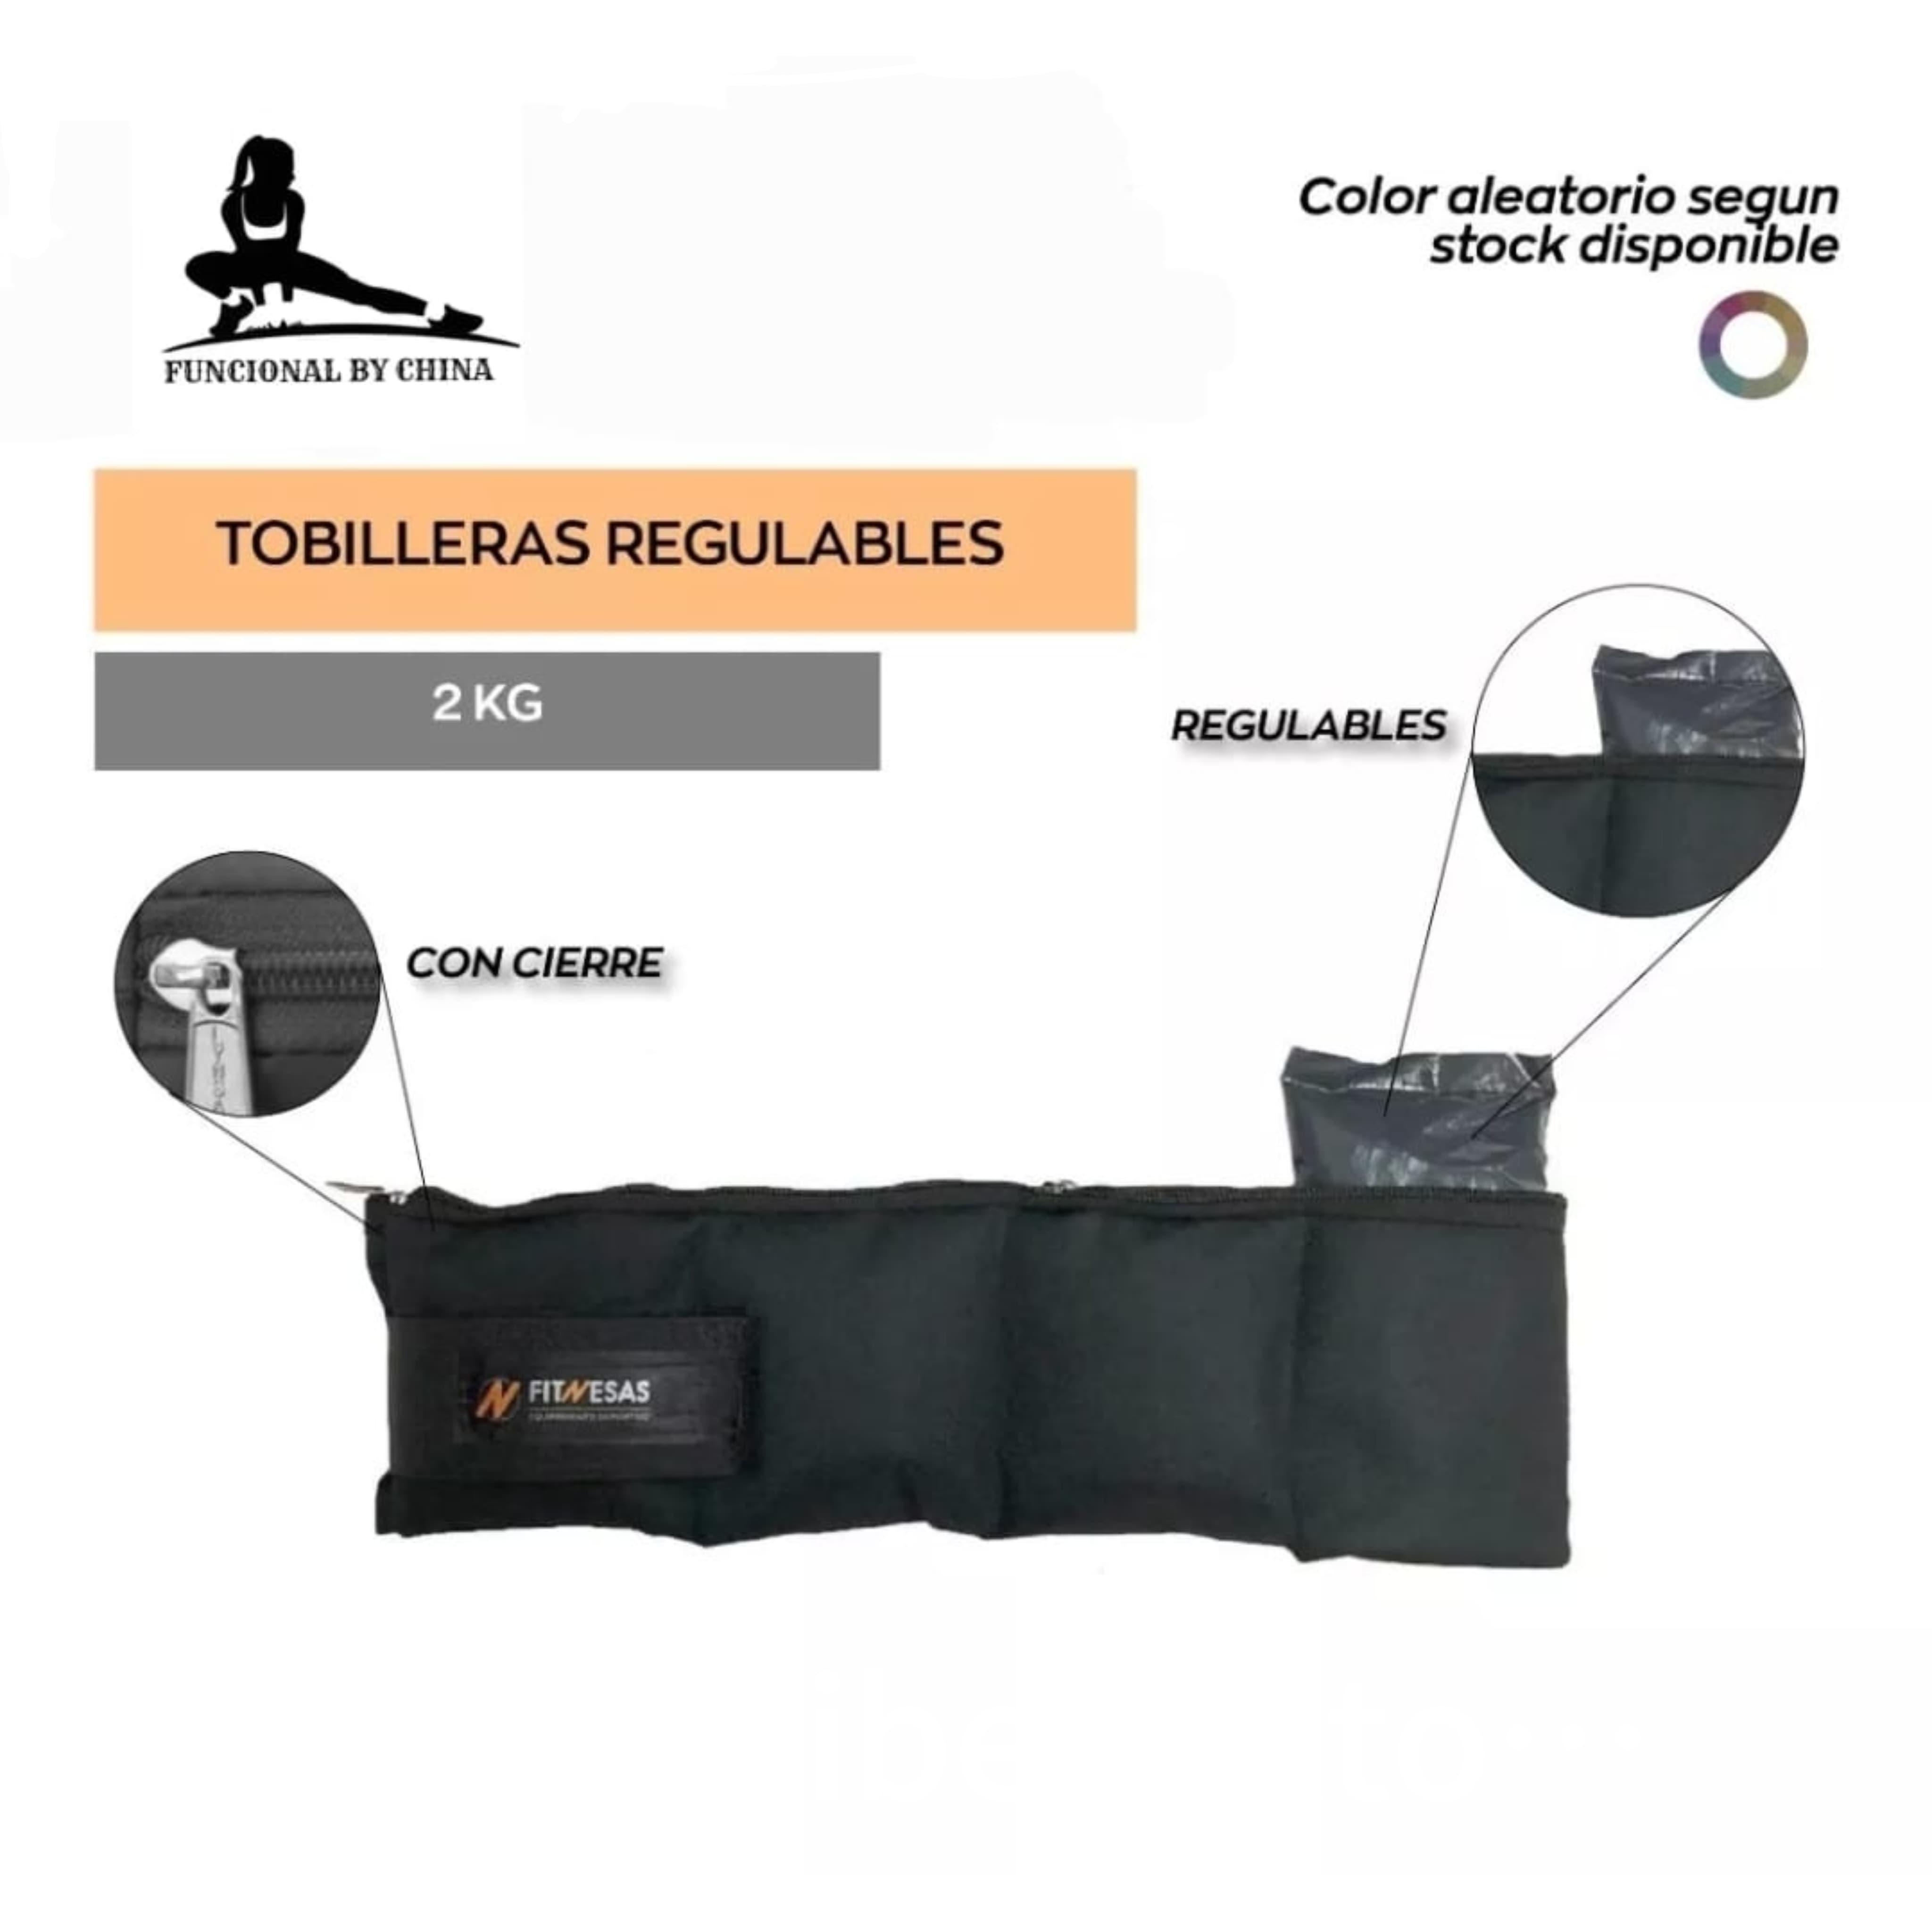 Color aleatorio segun
stock disponible
FUNCIONAL BY CHINA
TOBILLERAS REGULABLES
2 KG
REGULABLES
CON CIERRE
FITNESAS